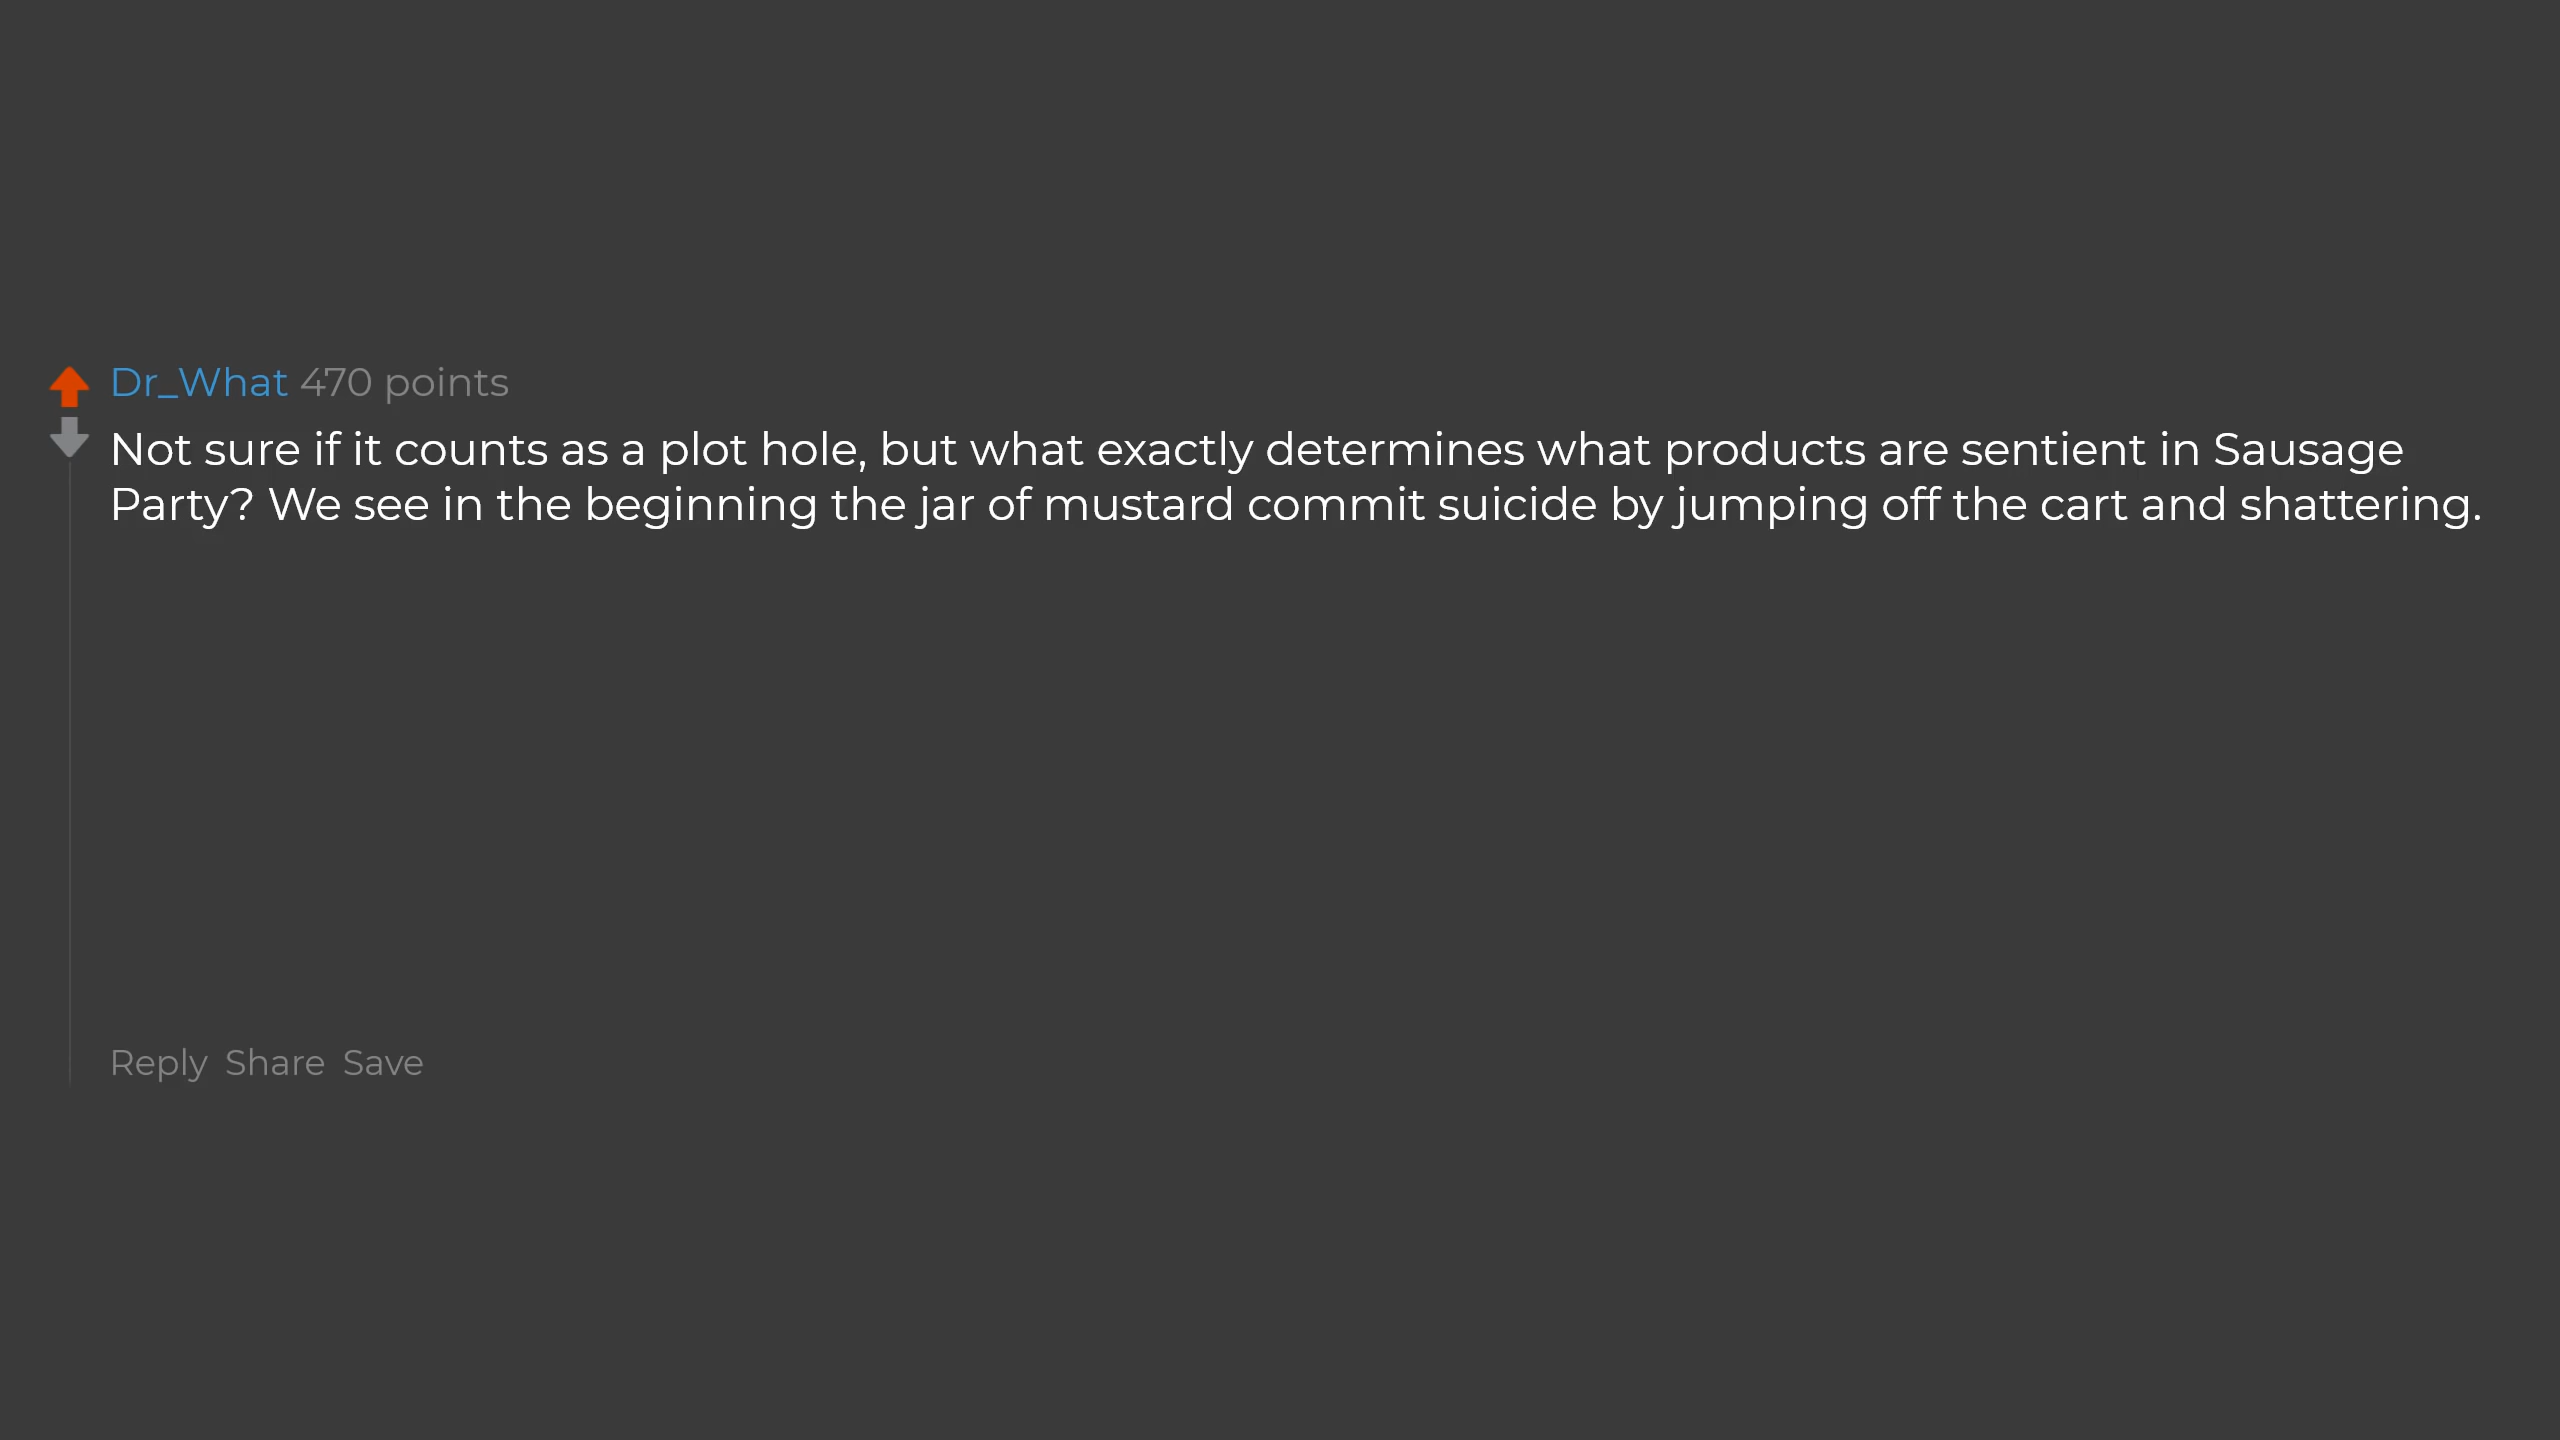 Dr_What 470 points
Not sure if it counts as a plot hole, but what exactly determines what products are sentient in Sausage
Party? We see in the beginning the jar of mustard commit suicide by jumping off the cart and shattering.
Reply Share Save